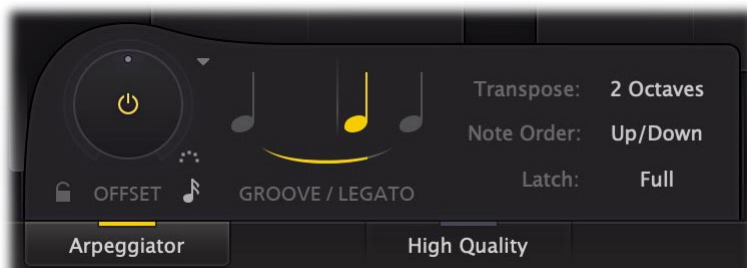 Transpose: 2 Octaves
Note Order: Up/Down
Latch: Full
OFFSET GROOVE / LEGATO
Arpeggiator High Quality